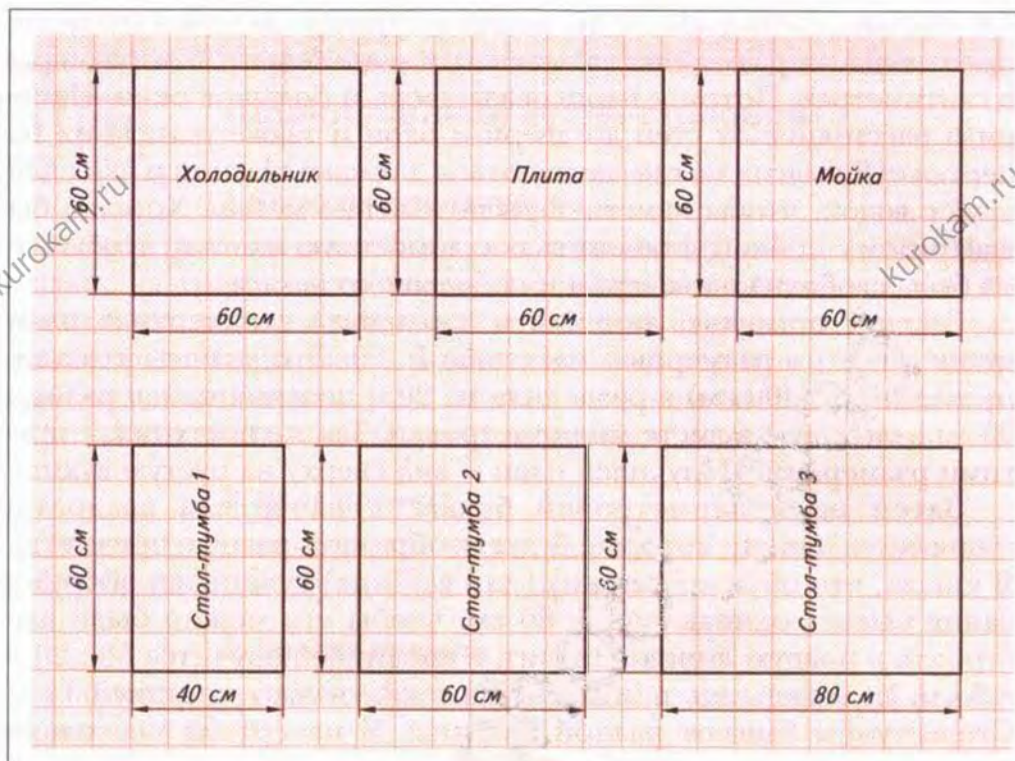 60 см
Холодильник
60 см
Плита
60 см
Мойка
60 см
60 см
60 см
60 см
Стол-тумба 1
60 см
Стол-тумба 2
60 см
Стол-тумба 3
40 см
60 см
80 см
kurokam.ru
kurokam.ru